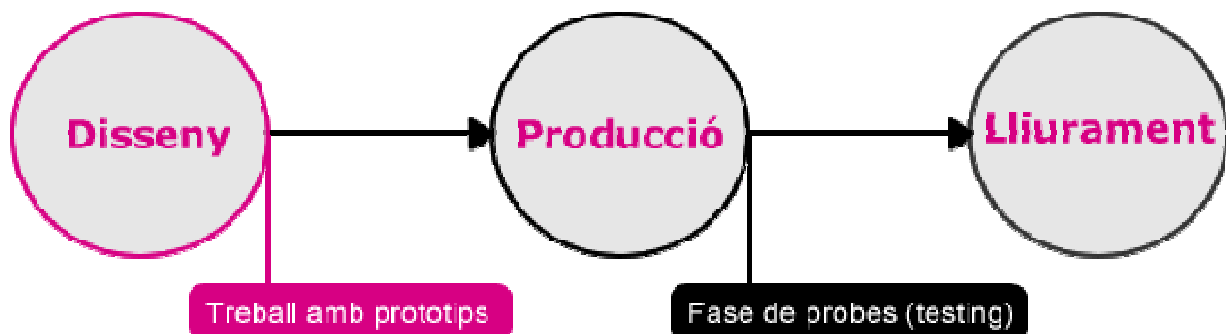 Disseny
Producció
Lliurament
Treball amb prototips
Fase de probes (testing)